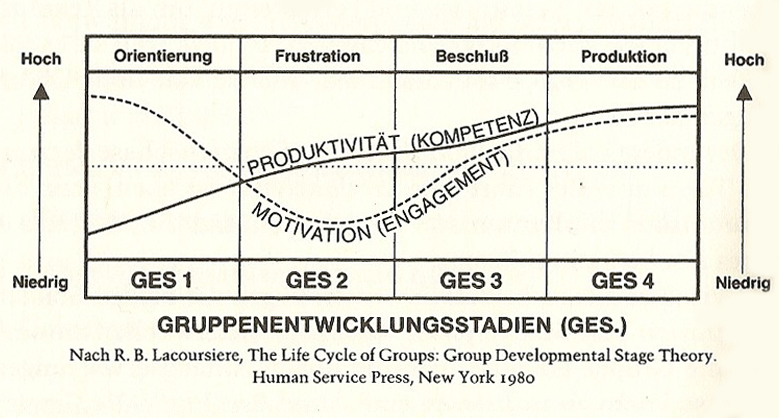 Orientierung Frustration Beschluß Produktion
Hoch Hoch
PRODUKTIVITÄT (KOMPETENZ)
MOTIVATION (ENGAGEMENT)
Niedrig Niedrig
GES 1 GES 2 GES 3 GES 4
GRUPPENENTWICKLUNGSSTADIEN (GES.)
Nach R. B. Lacoursiere, The Life Cycle of Groups: Group Developmental Stage Theory.
Human Service Press, New York 1980